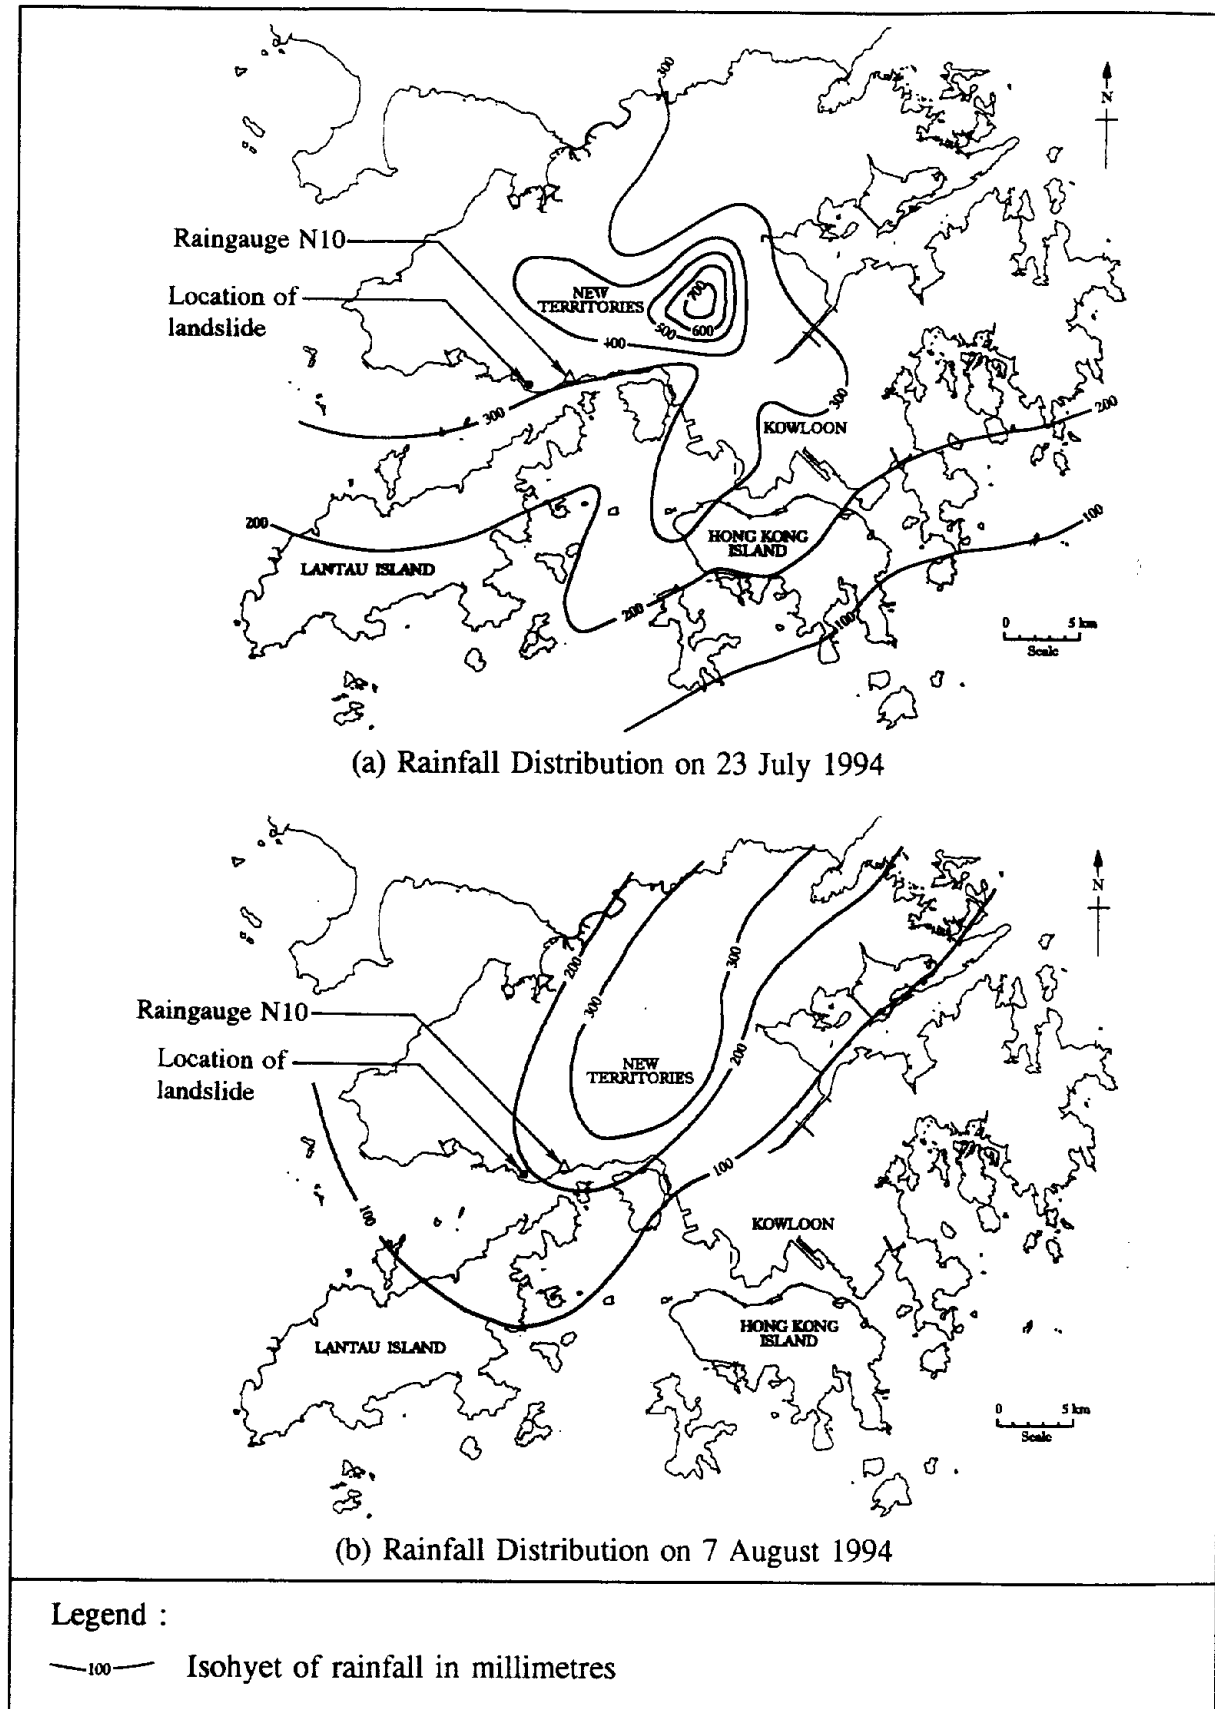 300
N
Raingauge N10
Location of
landslide
NEW
TERRITORIES
700
500
600
400
300
300
KOWLOON
200
200
HONG KONG
ISLAND
LANTAU ISLAND
100
200
100
0 5 km
Scale
(a) Rainfall Distribution on 23 July 1994
N
200
300
300
Raingauge N10
Location of
landslide
NEW
TERRITORIES
200
100
100
KOWLOON
HONG KONG
ISLAND
LANTAU ISLAND
0 5 km
Scale
(b) Rainfall Distribution on 7 August 1994
Legend :
100 Isohyet of rainfall in millimetres